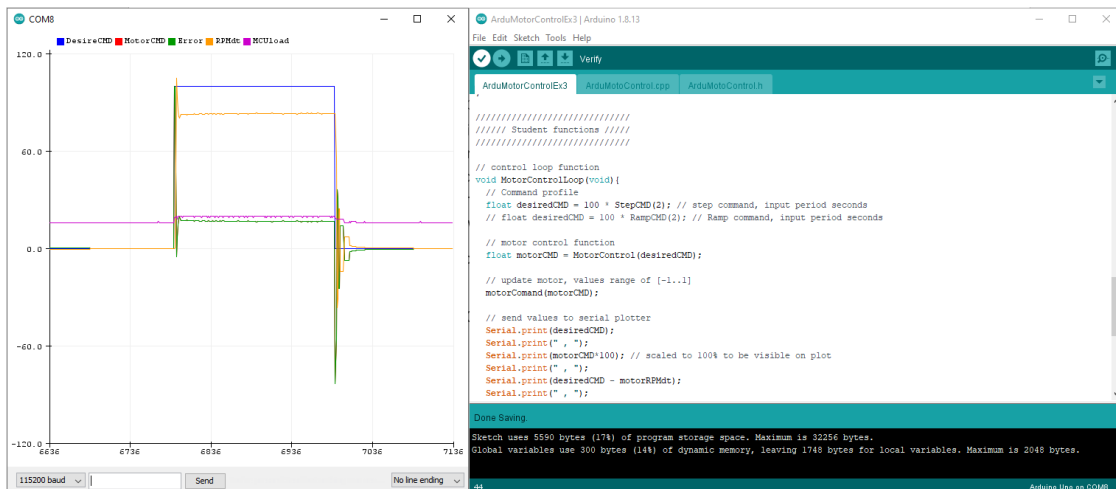 COM8
DesireCMD MotorCMD Error RPMdt MCUload
120.0
60.0
0.0
-60.0
-120.0
6636 6736 6836 6936 7036 7136
115200 baud Send No line ending
ArduMotorControlEx3 | Arduino 1.8.13
File Edit Sketch Tools Help
Verify
ArduMotorControlEx3 ArduMotoControl.cpp ArduMotoControl.h
///////////////////////////////
////// Student functions /////
///////////////////////////////
// control loop function
void MotorControlLoop(void){
// Command profile
float desiredCMD = 100 * StepCMD(2); // step command, input period seconds
// float desiredCMD = 100 * RampCMD(2); // Ramp command, input period seconds
// motor control function
float motorCMD = MotorControl(desiredCMD);
// update motor, values range of [-1..1]
motorComand(motorCMD);
// send values to serial plotter
Serial.print(desiredCMD);
Serial.print(" , ");
Serial.print(motorCMD*100); // scaled to 100% to be visible on plot
Serial.print(" , ");
Serial.print(desiredCMD - motorRPMdt);
Serial.print(" , ");
Done Saving.
Sketch uses 5590 bytes (17%) of program storage space. Maximum is 32256 bytes.
Global variables use 300 bytes (14%) of dynamic memory, leaving 1748 bytes for local variables. Maximum is 2048 bytes.
44 Arduino Uno on COM8